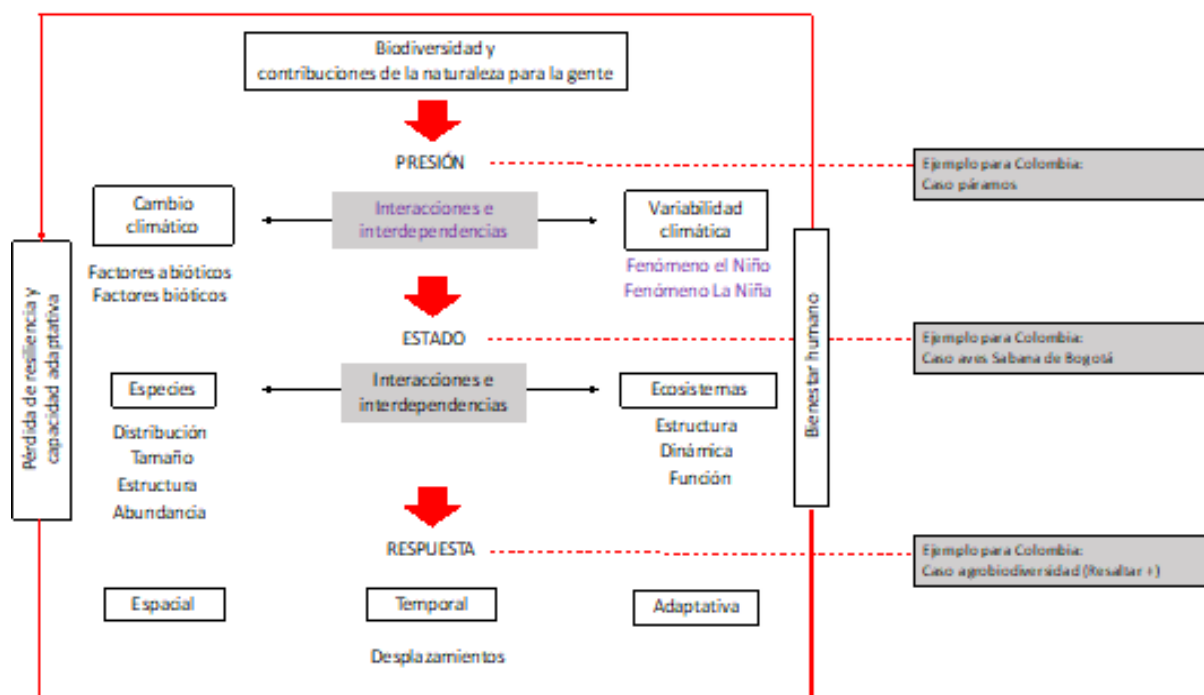 Biodiversidad y
contribuciones de la naturaleza para la gente
PRESIÓN
Ejemplo para Colombia:
Caso páramos
Cambio
climático
Interacciones e
interdependencias
Variabilidad
climática
Factores abióticos
Factores bióticos
Fenómeno el Niño
Fenómeno La Niña
Pérdida de resiliencia y
capacidad adaptativa
Bienestar humano
ESTADO
Ejemplo para Colombia:
Caso aves Sabana de Bogotá
Especies
Interacciones e
interdependencias
Ecosistemas
Distribución
Tamaño
Estructura
Abundancia
Estructura
Dinámica
Función
RESPUESTA
Ejemplo para Colombia:
Caso agrobiodiversidad (Resaltar +)
Espacial
Temporal
Adaptativa
Desplazamientos